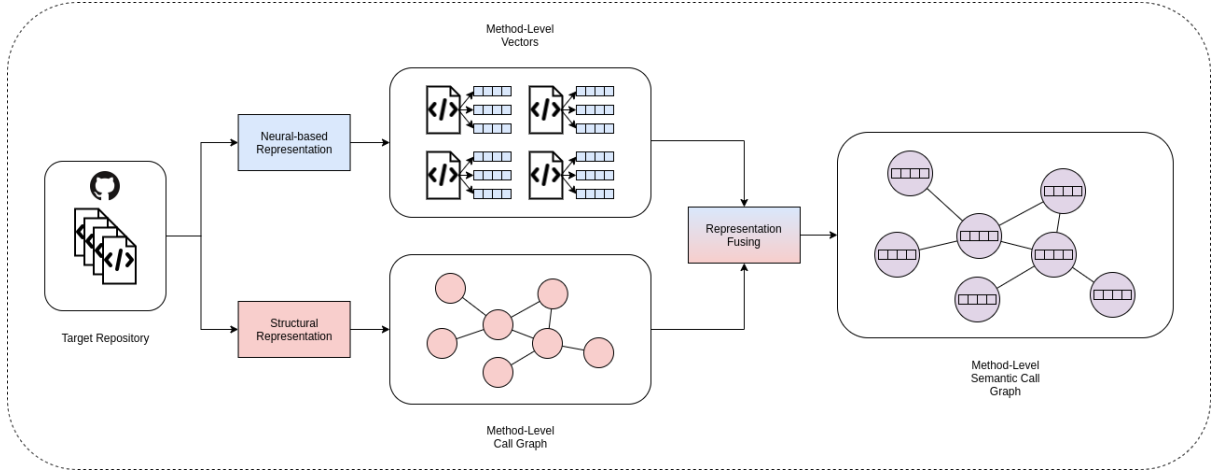 Method-Level
Vectors
Neural-based
Representation
</>
</>
</>
</>
</>
Target Repository
Structural
Representation
Method-Level
Call Graph
Representation
Fusing
Method-Level
Semantic Call
Graph